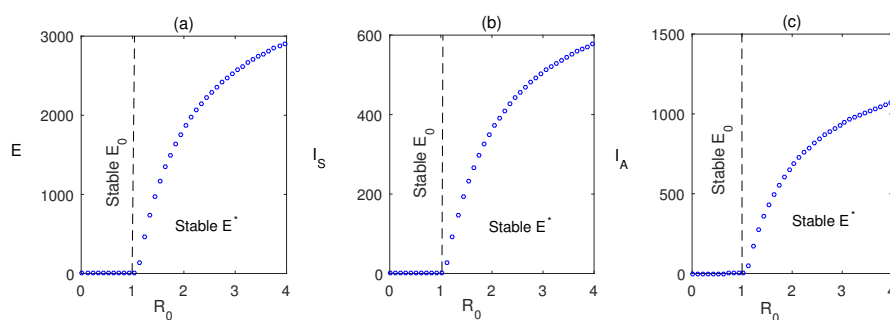 (a)
3000
2000
1000
0
E
Stable E0
Stable E*
0 1 2 3 4
R0
(b)
600
400
200
0
IS
Stable E0
Stable E*
0 1 2 3 4
R0
(c)
1500
1000
500
0
IA
Stable E0
Stable E*
0 1 2 3 4
R0